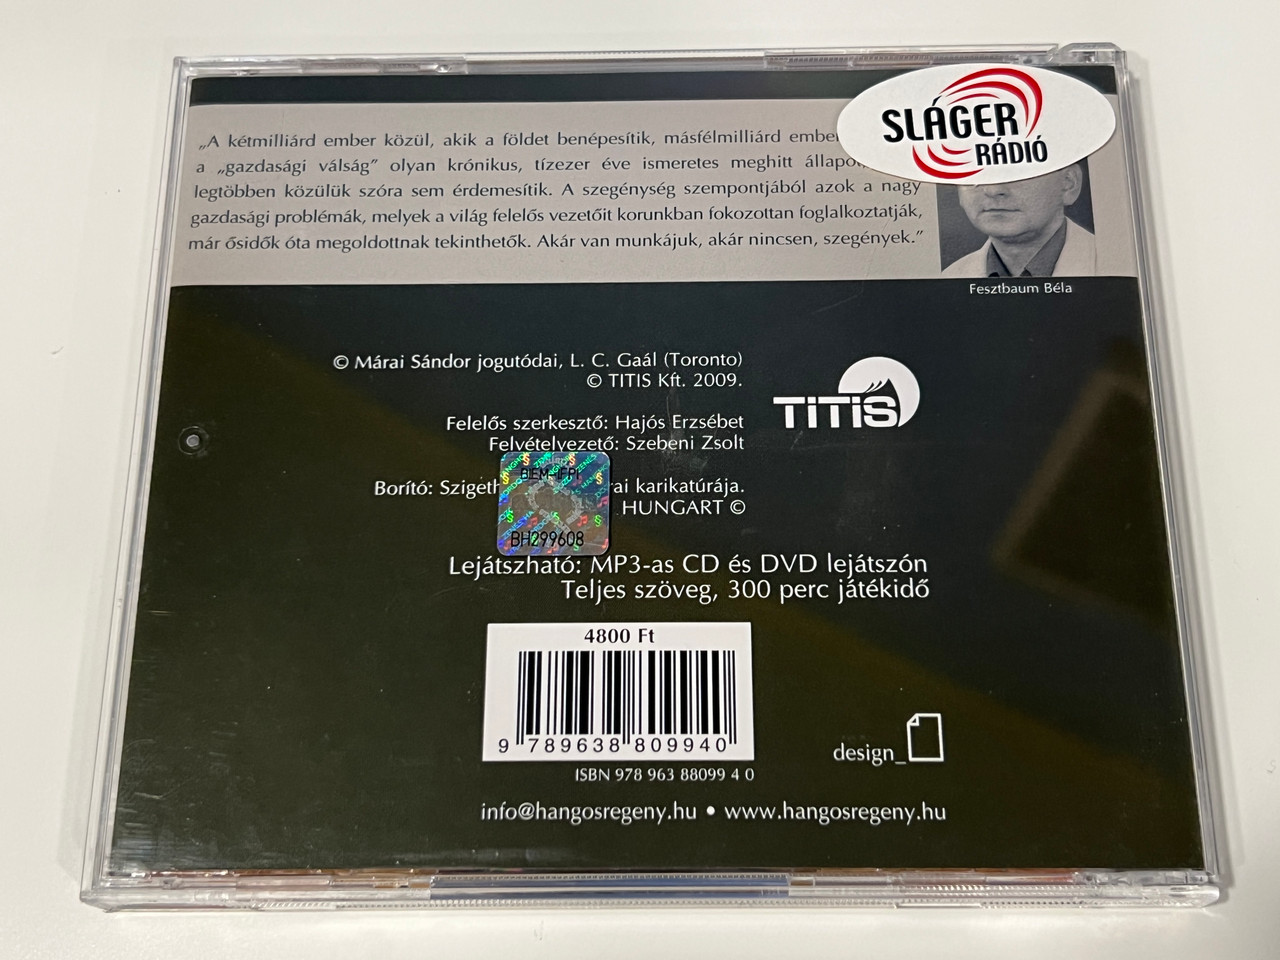 „A kétmilliárd ember közül, akik a földet benépesítik, másfélmilliárd
a „gazdasági válság” olyan krónikus, tízezer éve ismeretes meghitt
legtöbben közülük szóra sem érdemesítik. A szegénység szempontjából azok a nagy
gazdasági problémák, melyek a világ felelős vezetőit korunkban fokozottan foglalkoztatják,
már ősidők óta megoldottnak tekinthetők. Akár van munkájuk, akár nincsen, szegények.”
SLÁGER
RÁDIÓ
Fesztbaum Béla
© Márai Sándor jogutódai, L. C. Gaál (Toronto)
© TITIS Kft. 2009.
TiTiS
Felelős szerkesztő: Hajós Erzsébet
Felvételvezető: Szebeni Zsolt
Borító: karikatúrája.
HUNGART ©
BH299608
Lejátszható: MP3-as CD és DVD lejátszón
Teljes szöveg, 300 perc játékidő
4800 Ft
9 789638 809940
ISBN 978 963 88099 4 0
design_
info@hangosregeny.hu • www.hangosregeny.hu